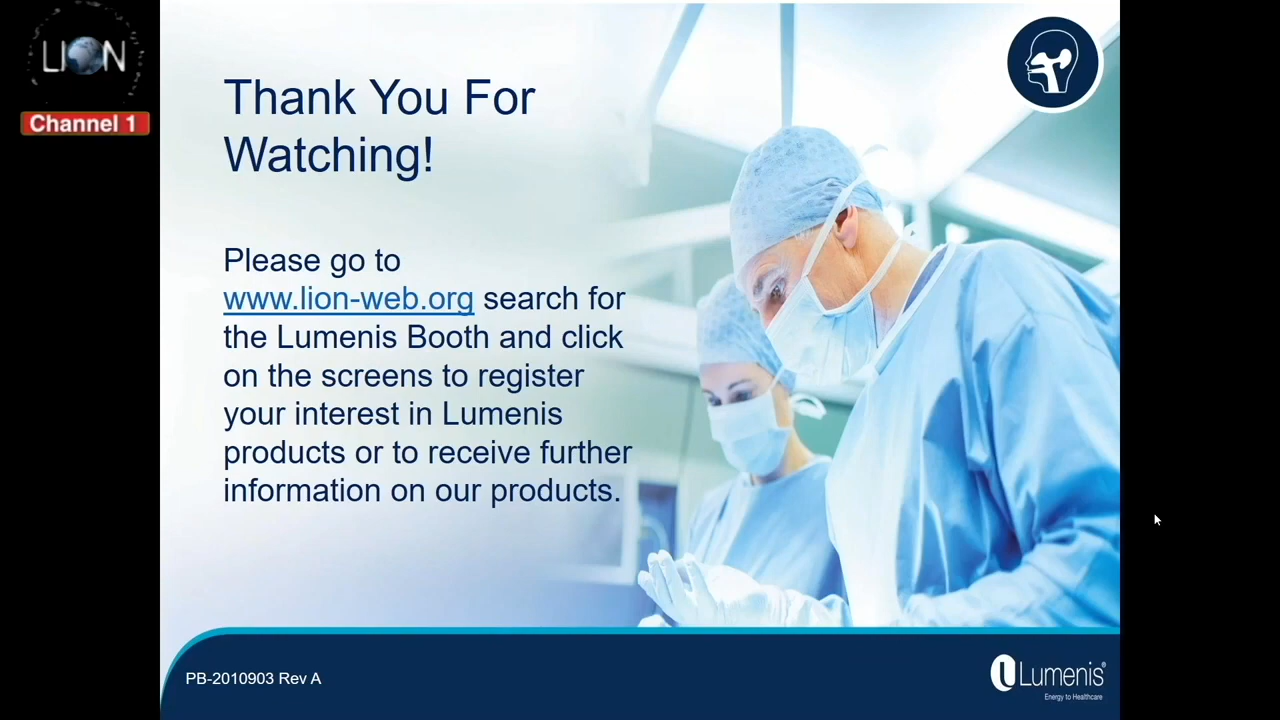 LION
Channel 1
Thank You For
Watching!
Please go to
www.lion-web.org search for
the Lumenis Booth and click
on the screens to register
your interest in Lumenis
products or to receive further
information on our products.
PB-2010903 Rev A
Lumenis®
Energy to Healthcare